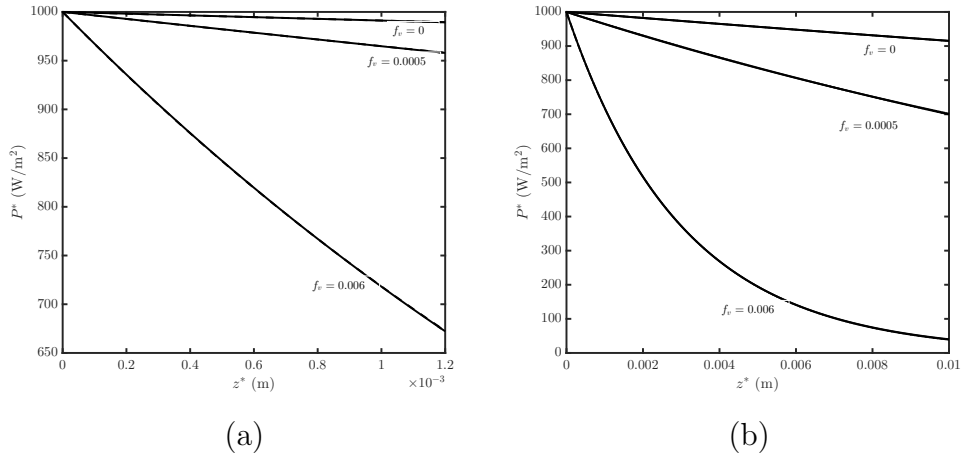 1000
950
900
850
800
750
700
650
P* (W/m²)
f_v = 0
f_v = 0.0005
f_v = 0.006
0 0.2 0.4 0.6 0.8 1 1.2
×10⁻³
z* (m)
(a)
1000
900
800
700
600
500
400
300
200
100
0
P* (W/m²)
f_v = 0
f_v = 0.0005
f_v = 0.006
0 0.002 0.004 0.006 0.008 0.01
z* (m)
(b)